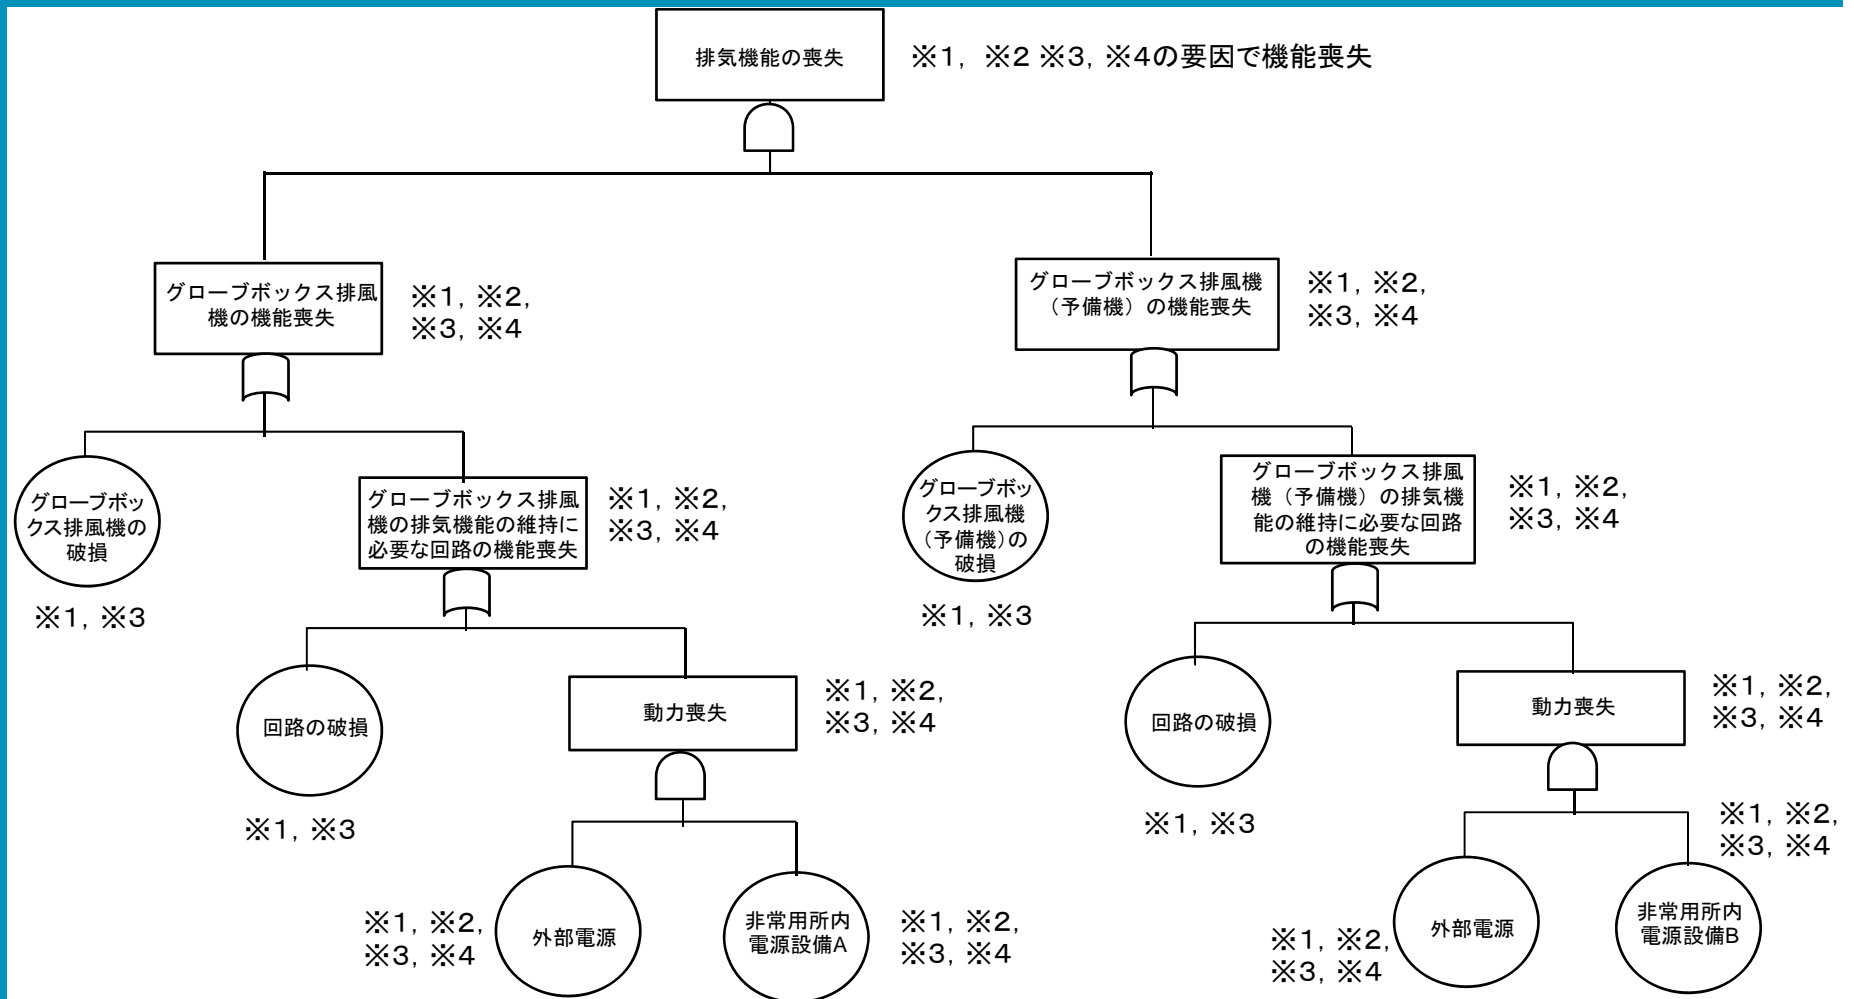 排気機能の喪失
※1, ※2 ※3, ※4の要因で機能喪失
グローブボックス排風
機の機能喪失
※1, ※2,
※3, ※4
グローブボックス排風機
（予備機）の機能喪失
※1, ※2,
※3, ※4
グローブボッ
クス排風機の
破損
※1, ※3
グローブボックス排風
機の排気機能の維持に
必要な回路の機能喪失
※1, ※2,
※3, ※4
グローブボッ
クス排風機
(予備機)の
破損
※1, ※3
グローブボックス排風
機（予備機）の排気機
能の維持に必要な回路
の機能喪失
※1, ※2,
※3, ※4
回路の破損
※1, ※3
動力喪失
※1, ※2,
※3, ※4
回路の破損
※1, ※3
動力喪失
※1, ※2,
※3, ※4
※1, ※2,
※3, ※4
外部電源
非常用所内
電源設備A
※1, ※2,
※3, ※4
※1, ※2,
※3, ※4
外部電源
非常用所内
電源設備B
※1, ※2,
※3, ※4